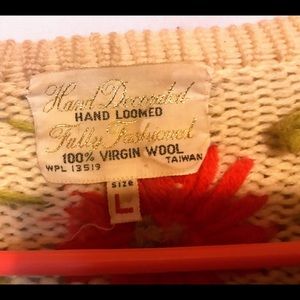 Hand Decorated
HAND LOOMED
Fully Fashioned
100% VIRGIN WOOL
WPL 13519 TAIWAN
SIZE
L